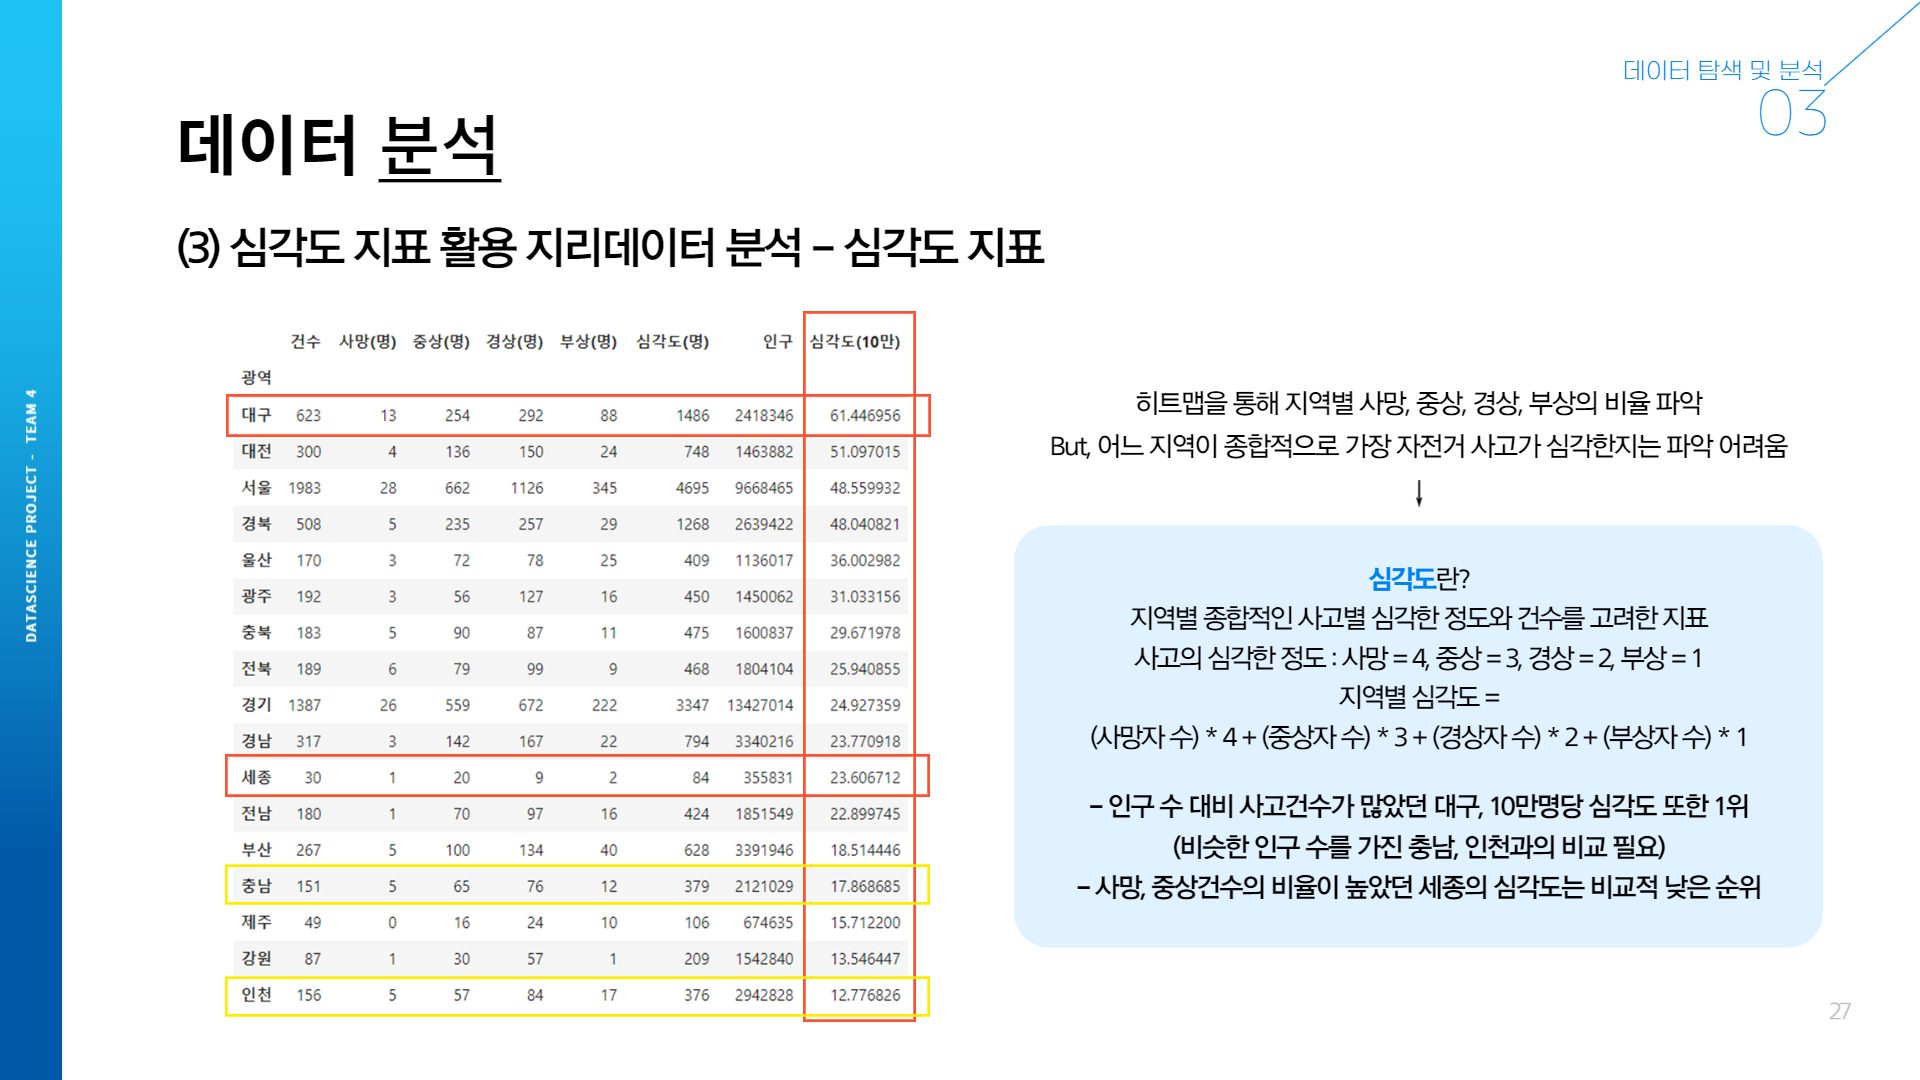 데이터 탐색 및 분석
03
데이터 분석
(3) 심각도 지표 활용 지리데이터 분석 – 심각도 지표
DATASCIENCE PROJECT - TEAM 4
건수 사망(명) 중상(명) 경상(명) 부상(명) 심각도(명) 인구 심각도(10만)
광역
대구 623 13 254 292 88 1486 2418346 61.446956
대전 300 4 136 150 24 748 1463882 51.097015
서울 1983 28 662 1126 345 4695 9668465 48.559932
경북 508 5 235 257 29 1268 2639422 48.040821
울산 170 3 72 78 25 409 1136017 36.002982
광주 192 3 56 127 16 450 1450062 31.033156
충북 183 5 90 87 11 475 1600837 29.671978
전북 189 6 79 99 9 468 1804104 25.940855
경기 1387 26 559 672 222 3347 13427014 24.927359
경남 317 3 142 167 22 794 3340216 23.770918
세종 30 1 20 9 2 84 355831 23.606712
전남 180 1 70 97 16 424 1851549 22.899745
부산 267 5 100 134 40 628 3391946 18.514446
충남 151 5 65 76 12 379 2121029 17.868685
제주 49 0 16 24 10 106 674635 15.712200
강원 87 1 30 57 1 209 1542840 13.546447
인천 156 5 57 84 17 376 2942828 12.776826
히트맵을 통해 지역별 사망, 중상, 경상, 부상의 비율 파악
But, 어느 지역이 종합적으로 가장 자전거 사고가 심각한지는 파악 어려움
↓
심각도란?
지역별 종합적인 사고별 심각한 정도와 건수를 고려한 지표
사고의 심각한 정도 : 사망 = 4, 중상 = 3, 경상 = 2, 부상 = 1
지역별 심각도 =
(사망자 수) * 4 + (중상자 수) * 3 + (경상자 수) * 2 + (부상자 수) * 1
– 인구 수 대비 사고건수가 많았던 대구, 10만명당 심각도 또한 1위
(비슷한 인구 수를 가진 충남, 인천과의 비교 필요)
– 사망, 중상건수의 비율이 높았던 세종의 심각도는 비교적 낮은 순위
27